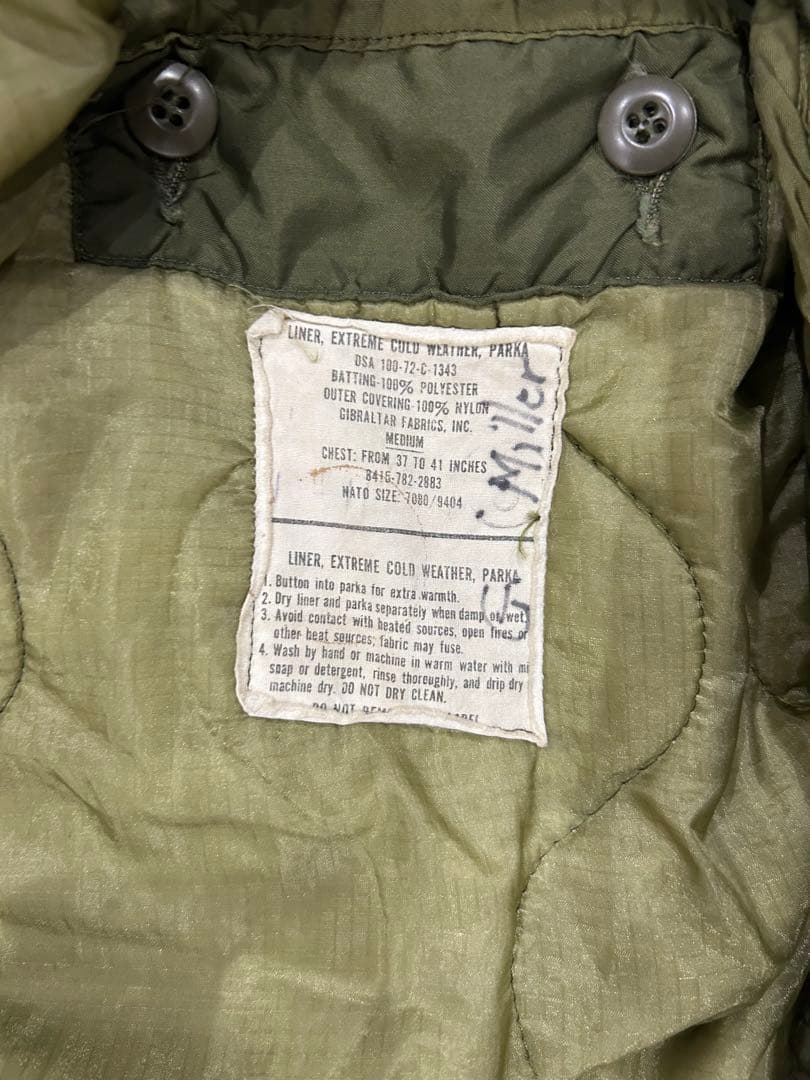 LINER, EXTREME COLD WEATHER, PARKA
DSA 100-72-C-1343
BATTING-100% POLYESTER
OUTER COVERING-100% NYLON
GIBRALTAR FABRICS, INC.
MEDIUM
CHEST: FROM 37 TO 41 INCHES
8415-782-2883
NATO SIZE: 7080/9404
LINER, EXTREME COLD WEATHER, PARKA
1. Button into parka for extra warmth.
2. Dry liner and parka separately when damp or wet.
3. Avoid contact with heated sources, open fires or
other heat sources; fabric may fuse.
4. Wash by hand or machine in warm water with mi
soap or detergent, rinse thoroughly, and drip dry
machine dry. DO NOT DRY CLEAN.
DO NOT
Miller